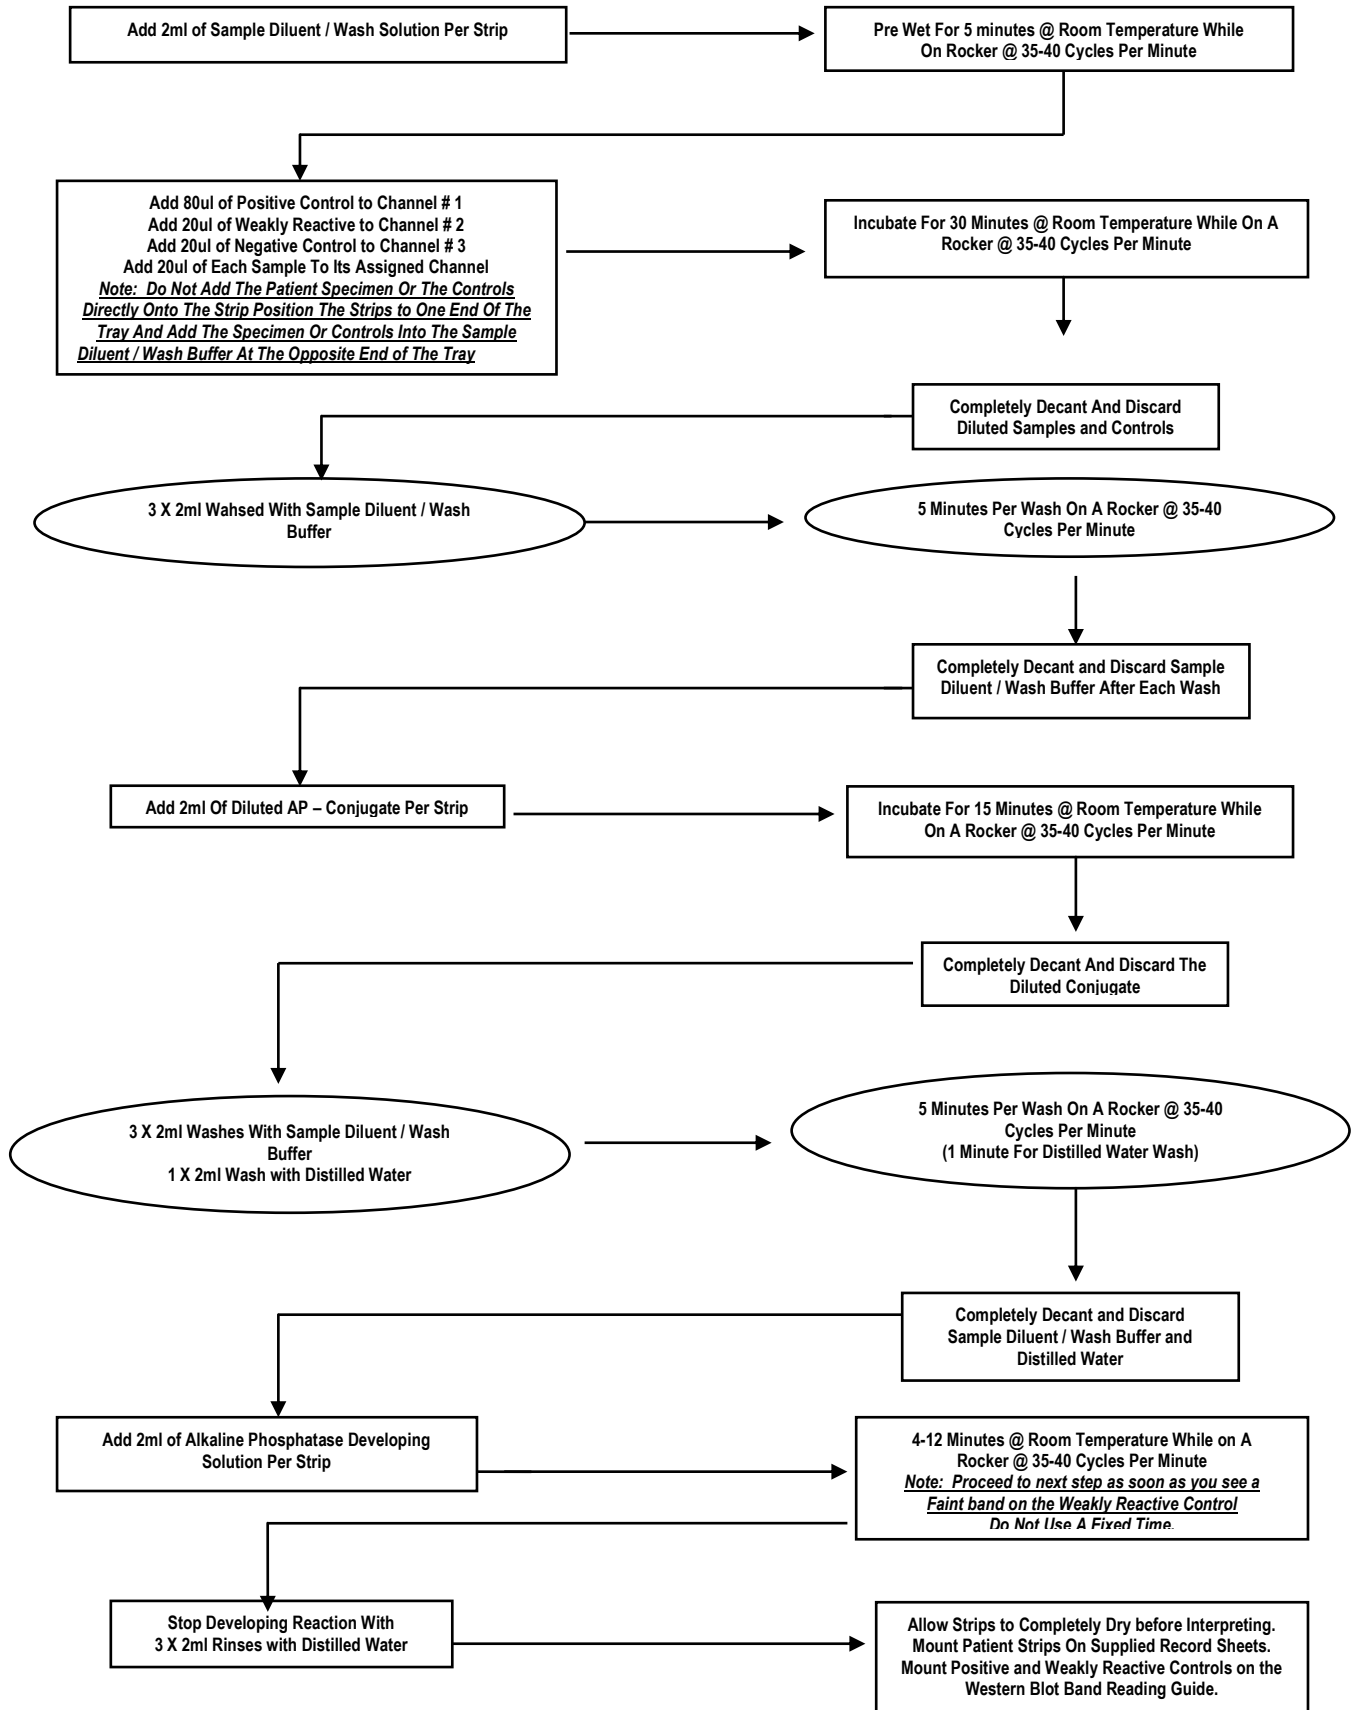 Add 2ml of Sample Diluent / Wash Solution Per Strip
Pre Wet For 5 minutes @ Room Temperature While
On Rocker @ 35-40 Cycles Per Minute
Add 80ul of Positive Control to Channel # 1
Add 20ul of Weakly Reactive to Channel # 2
Add 20ul of Negative Control to Channel # 3
Add 20ul of Each Sample To Its Assigned Channel
Note: Do Not Add The Patient Specimen Or The Controls
Directly Onto The Strip Position The Strips to One End Of The
Tray And Add The Specimen Or Controls Into The Sample
Diluent / Wash Buffer At The Opposite End of The Tray
Incubate For 30 Minutes @ Room Temperature While On A
Rocker @ 35-40 Cycles Per Minute
Completely Decant And Discard
Diluted Samples and Controls
3 X 2ml Wahsed With Sample Diluent / Wash
Buffer
5 Minutes Per Wash On A Rocker @ 35-40
Cycles Per Minute
Completely Decant and Discard Sample
Diluent / Wash Buffer After Each Wash
Add 2ml Of Diluted AP – Conjugate Per Strip
Incubate For 15 Minutes @ Room Temperature While
On A Rocker @ 35-40 Cycles Per Minute
Completely Decant And Discard The
Diluted Conjugate
3 X 2ml Washes With Sample Diluent / Wash
Buffer
1 X 2ml Wash with Distilled Water
5 Minutes Per Wash On A Rocker @ 35-40
Cycles Per Minute
(1 Minute For Distilled Water Wash)
Completely Decant and Discard
Sample Diluent / Wash Buffer and
Distilled Water
Add 2ml of Alkaline Phosphatase Developing
Solution Per Strip
4-12 Minutes @ Room Temperature While on A
Rocker @ 35-40 Cycles Per Minute
Note: Proceed to next step as soon as you see a
Faint band on the Weakly Reactive Control
Do Not Use A Fixed Time.
Stop Developing Reaction With
3 X 2ml Rinses with Distilled Water
Allow Strips to Completely Dry before Interpreting.
Mount Patient Strips On Supplied Record Sheets.
Mount Positive and Weakly Reactive Controls on the
Western Blot Band Reading Guide.